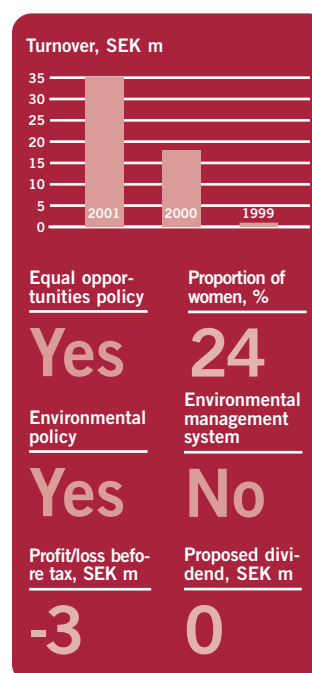 Turnover, SEK m
35
30
25
20
15
10
5
0
2001
2000
1999
Equal oppor-
tunities policy
Yes
Proportion of
women, %
24
Environmental
policy
Yes
Environmental
management
system
No
Profit/loss befo-
re tax, SEK m
-3
Proposed divi-
dend, SEK m
0